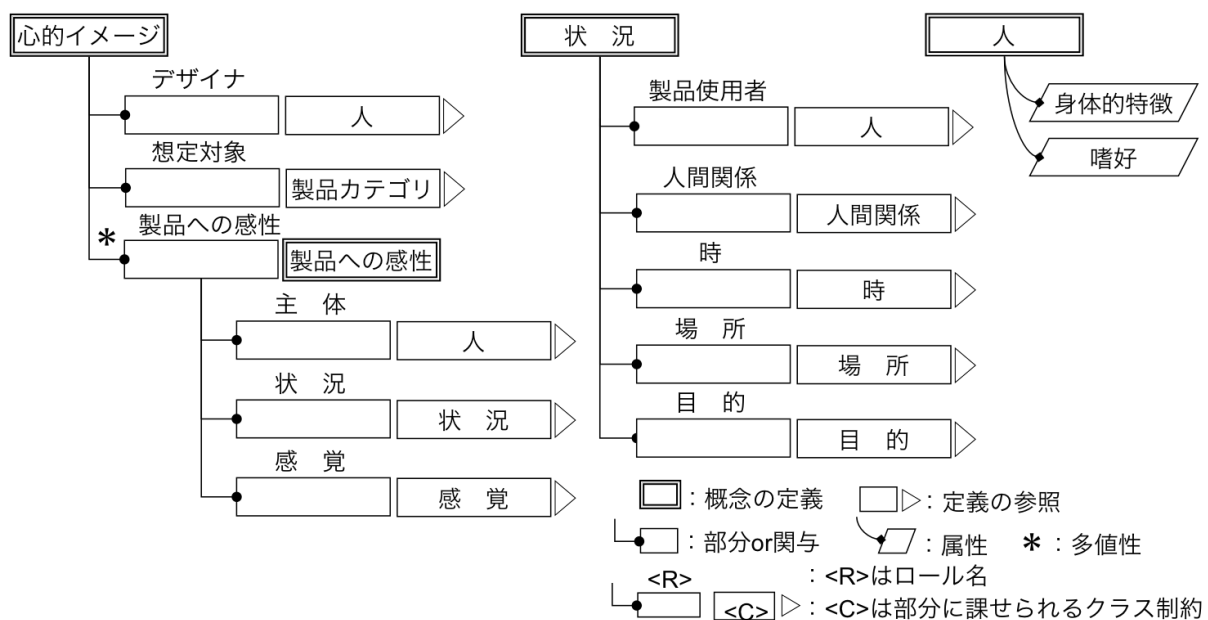 心的イメージ
デザイナ
人
想定対象
製品カテゴリ
製品への感性
*
製品への感性
主 体
人
状 況
状 況
感 覚
感 覚
状 況
製品使用者
人
人間関係
人間関係
時
時
場 所
場 所
目 的
目 的
人
身体的特徴
嗜好
:概念の定義
:定義の参照
:部分or関与
:属性
* :多値性
<R>
:<R>はロール名
<C>
:<C>は部分に課せられるクラス制約